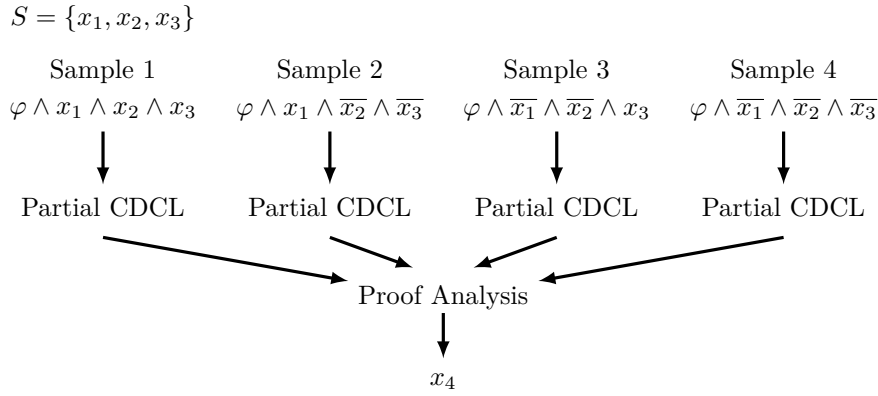 S = {x₁, x₂, x₃}
Sample 1 Sample 2 Sample 3 Sample 4
φ ∧ x₁ ∧ x₂ ∧ x₃ φ ∧ x₁ ∧ x̅₂ ∧ x̅₃ φ ∧ x̅₁ ∧ x̅₂ ∧ x₃ φ ∧ x̅₁ ∧ x̅₂ ∧ x̅₃
Partial CDCL Partial CDCL Partial CDCL Partial CDCL
Proof Analysis
x₄